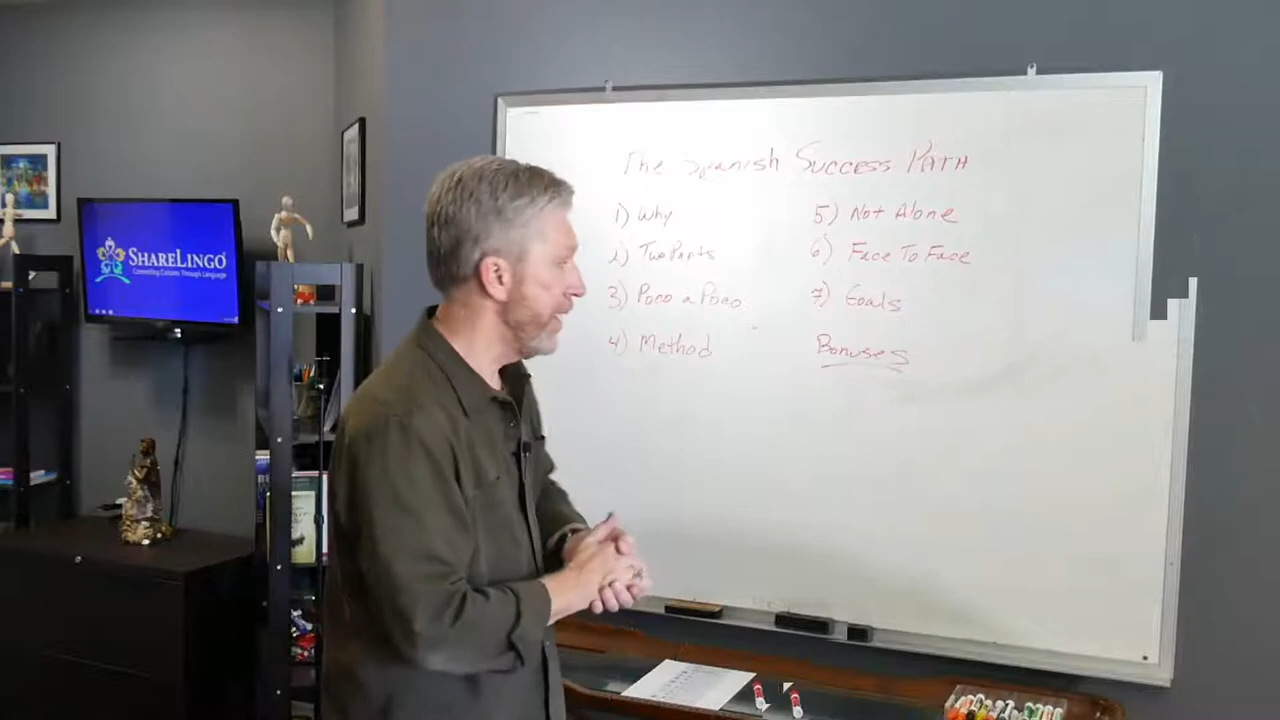 SHARELINGO
Connecting Cultures Through Language
The Spanish SUCCESS PATH
1) Why
2) Two Parts
3) Poco a Poco
4) Method
5) Not Alone
6) Face To Face
7) Goals
Bonuses